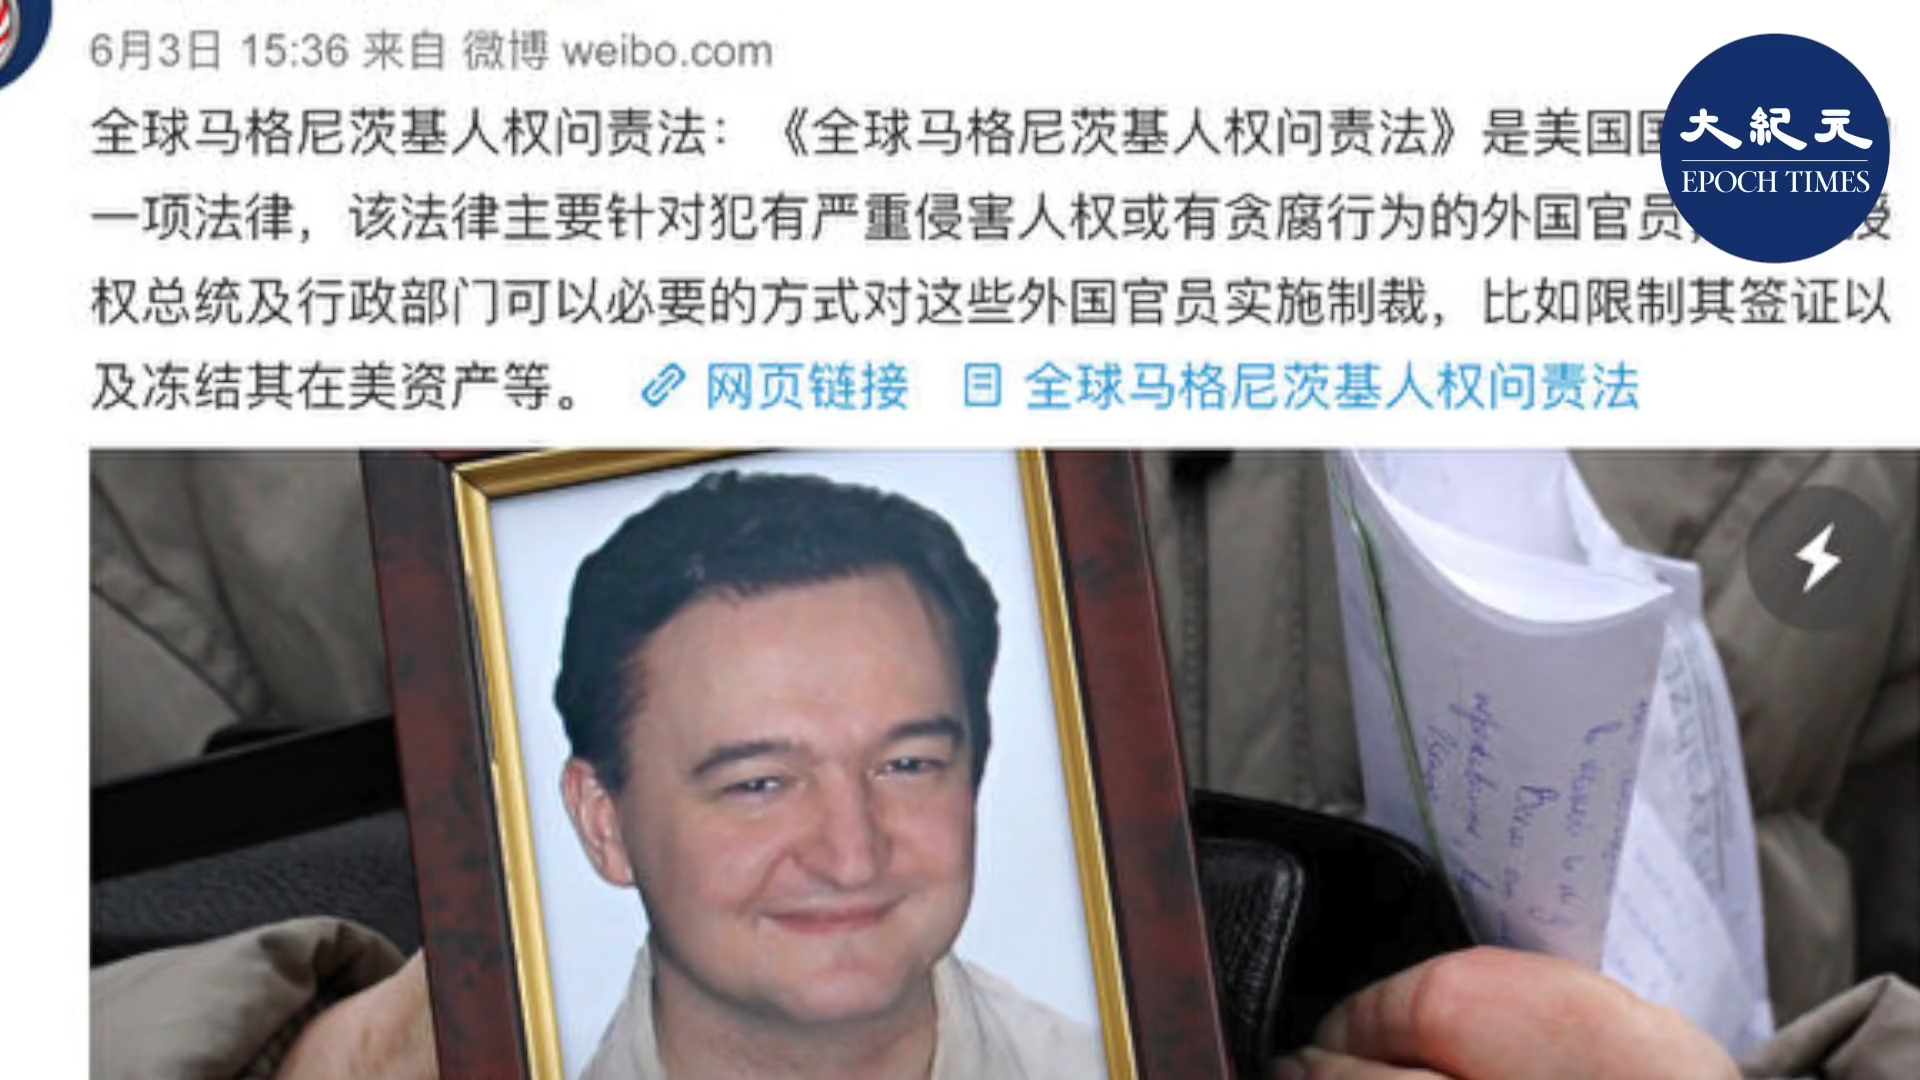 6月3日 15:36 来自 微博 weibo.com
全球马格尼茨基人权问责法：《全球马格尼茨基人权问责法》是美国
一项法律，该法律主要针对犯有严重侵害人权或有贪腐行为的外国官员，
权总统及行政部门可以必要的方式对这些外国官员实施制裁，比如限制其签证以
及冻结其在美资产等。 网页链接 全球马格尼茨基人权问责法
大紀元
EPOCH TIMES